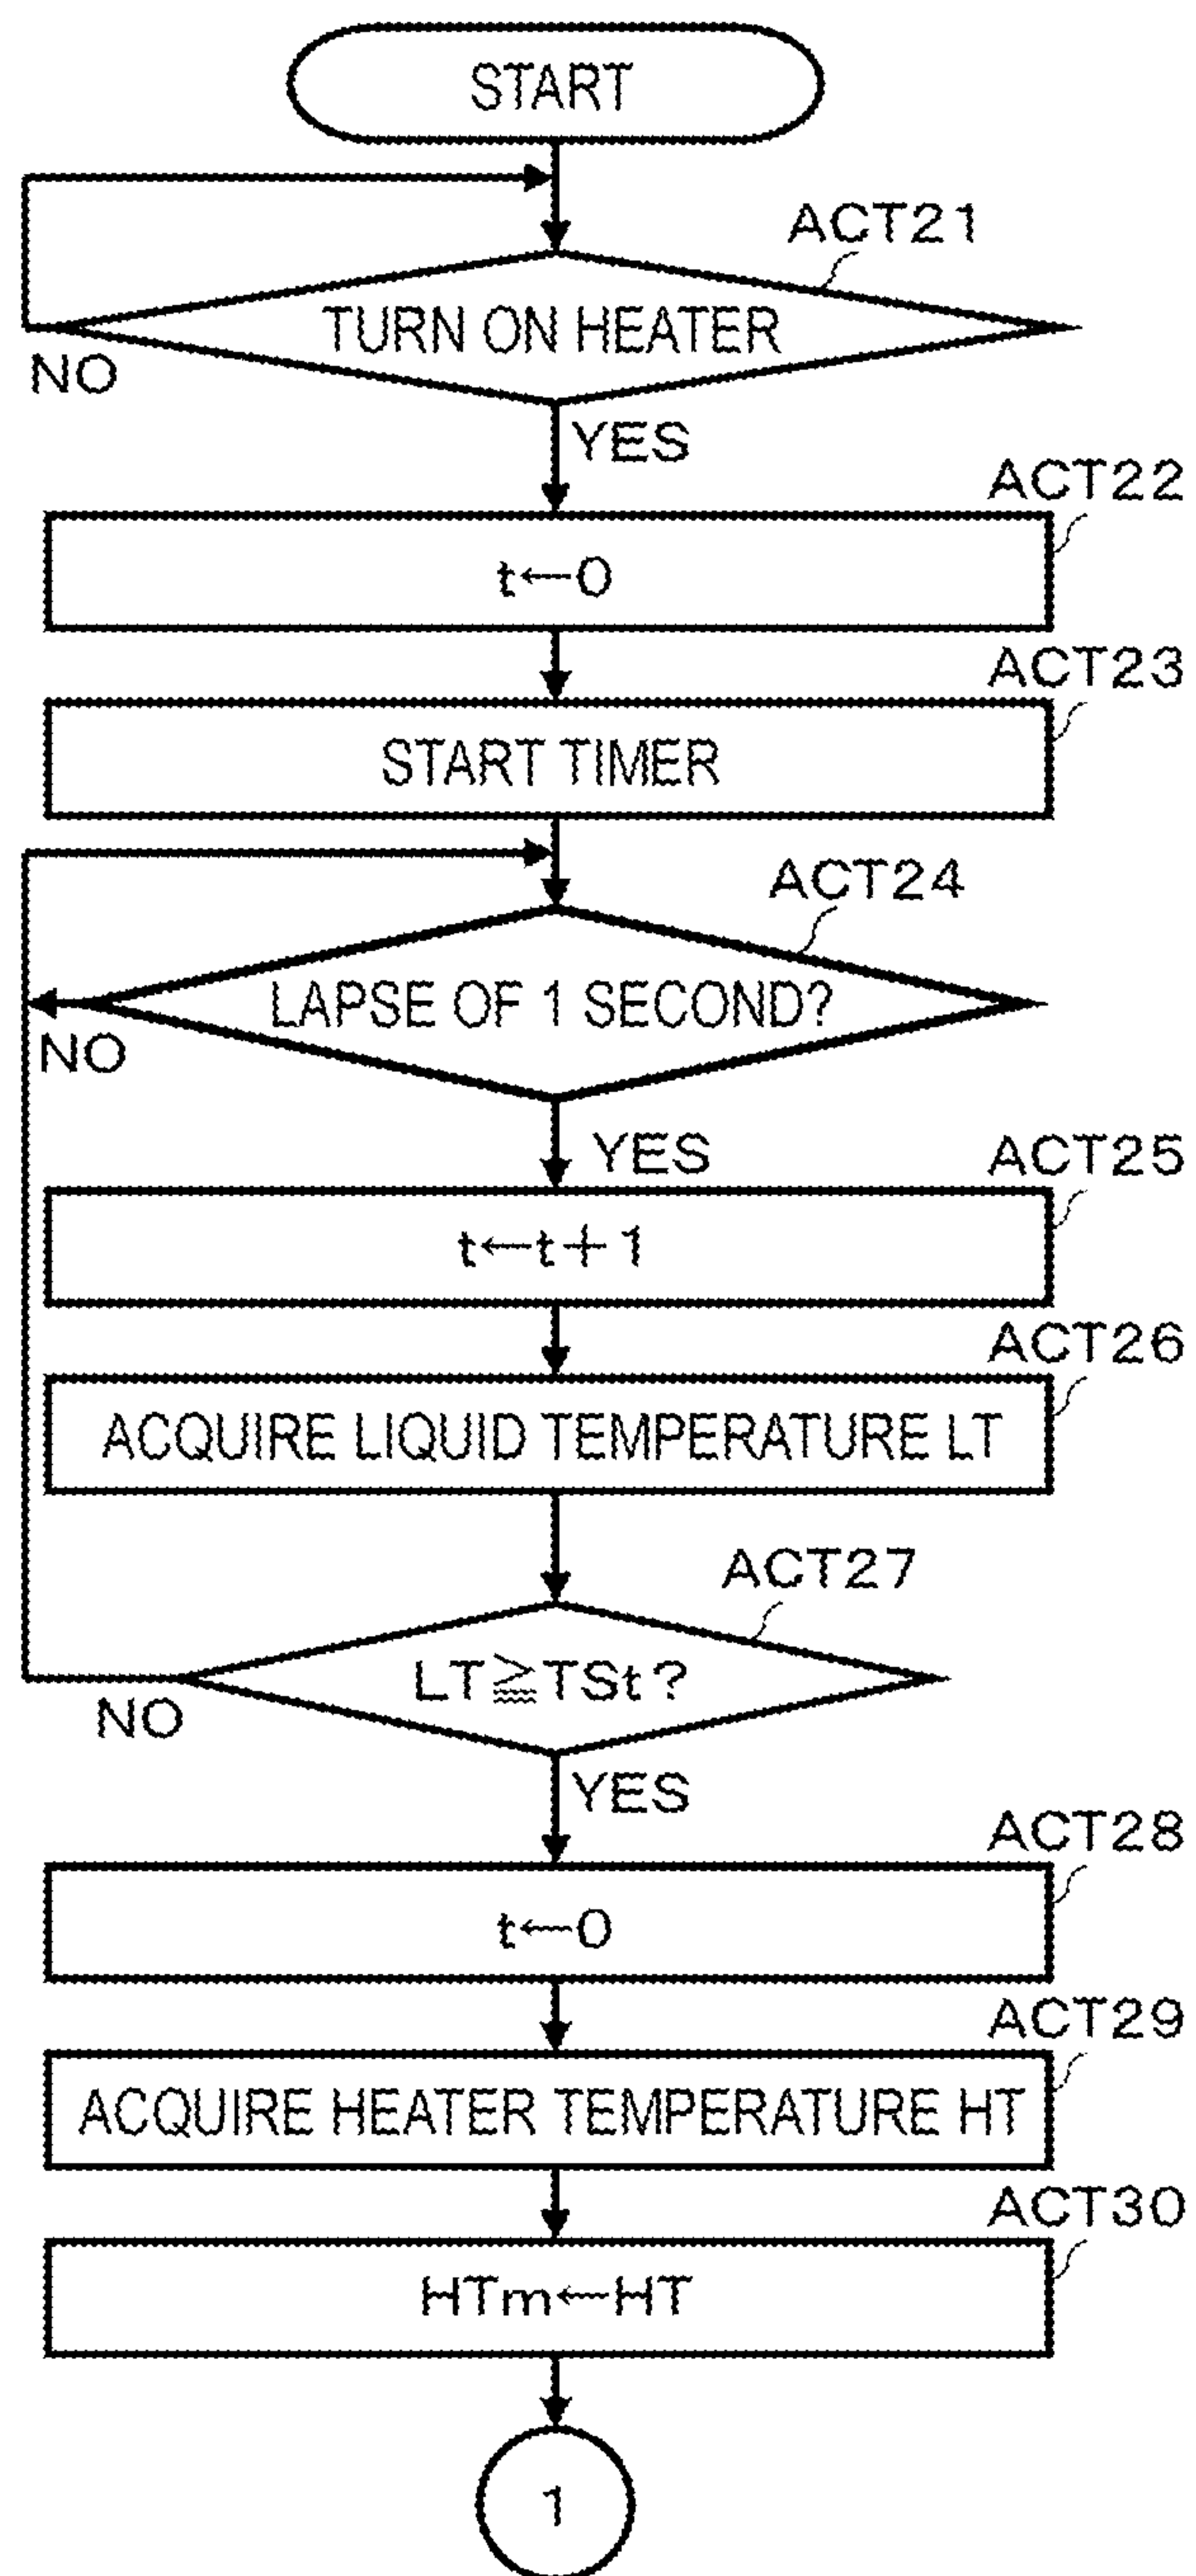 START
ACT21
TURN ON HEATER
NO
YES
ACT22
t←0
ACT23
START TIMER
ACT24
LAPSE OF 1 SECOND?
NO
YES
ACT25
t←t+1
ACT26
ACQUIRE LIQUID TEMPERATURE LT
ACT27
LT≧TSt?
NO
YES
ACT28
t←0
ACT29
ACQUIRE HEATER TEMPERATURE HT
ACT30
HTm←HT
1